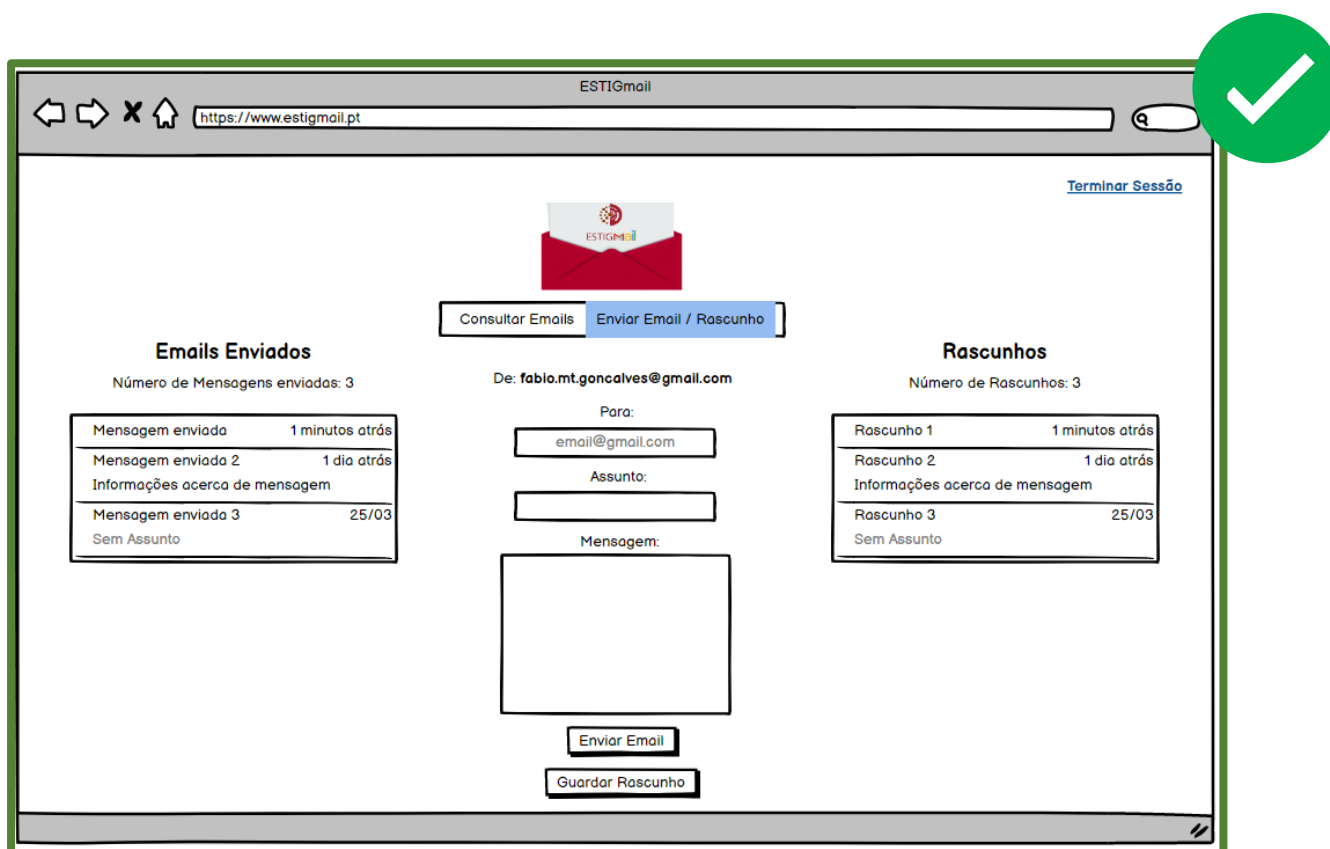 ESTIGmail
https://www.estigmail.pt
Terminar Sessão
ESTIGMail
Consultar Emails Enviar Email / Rascunho
Emails Enviados
Número de Mensagens enviadas: 3
Mensagem enviada 1 minutos atrás
Mensagem enviada 2 1 dia atrás
Informações acerca de mensagem
Mensagem enviada 3 25/03
Sem Assunto
De: fabio.mt.goncalves@gmail.com
Para:
email@gmail.com
Assunto:
Mensagem:
Enviar Email
Guardar Rascunho
Rascunhos
Número de Rascunhos: 3
Rascunho 1 1 minutos atrás
Rascunho 2 1 dia atrás
Informações acerca de mensagem
Rascunho 3 25/03
Sem Assunto